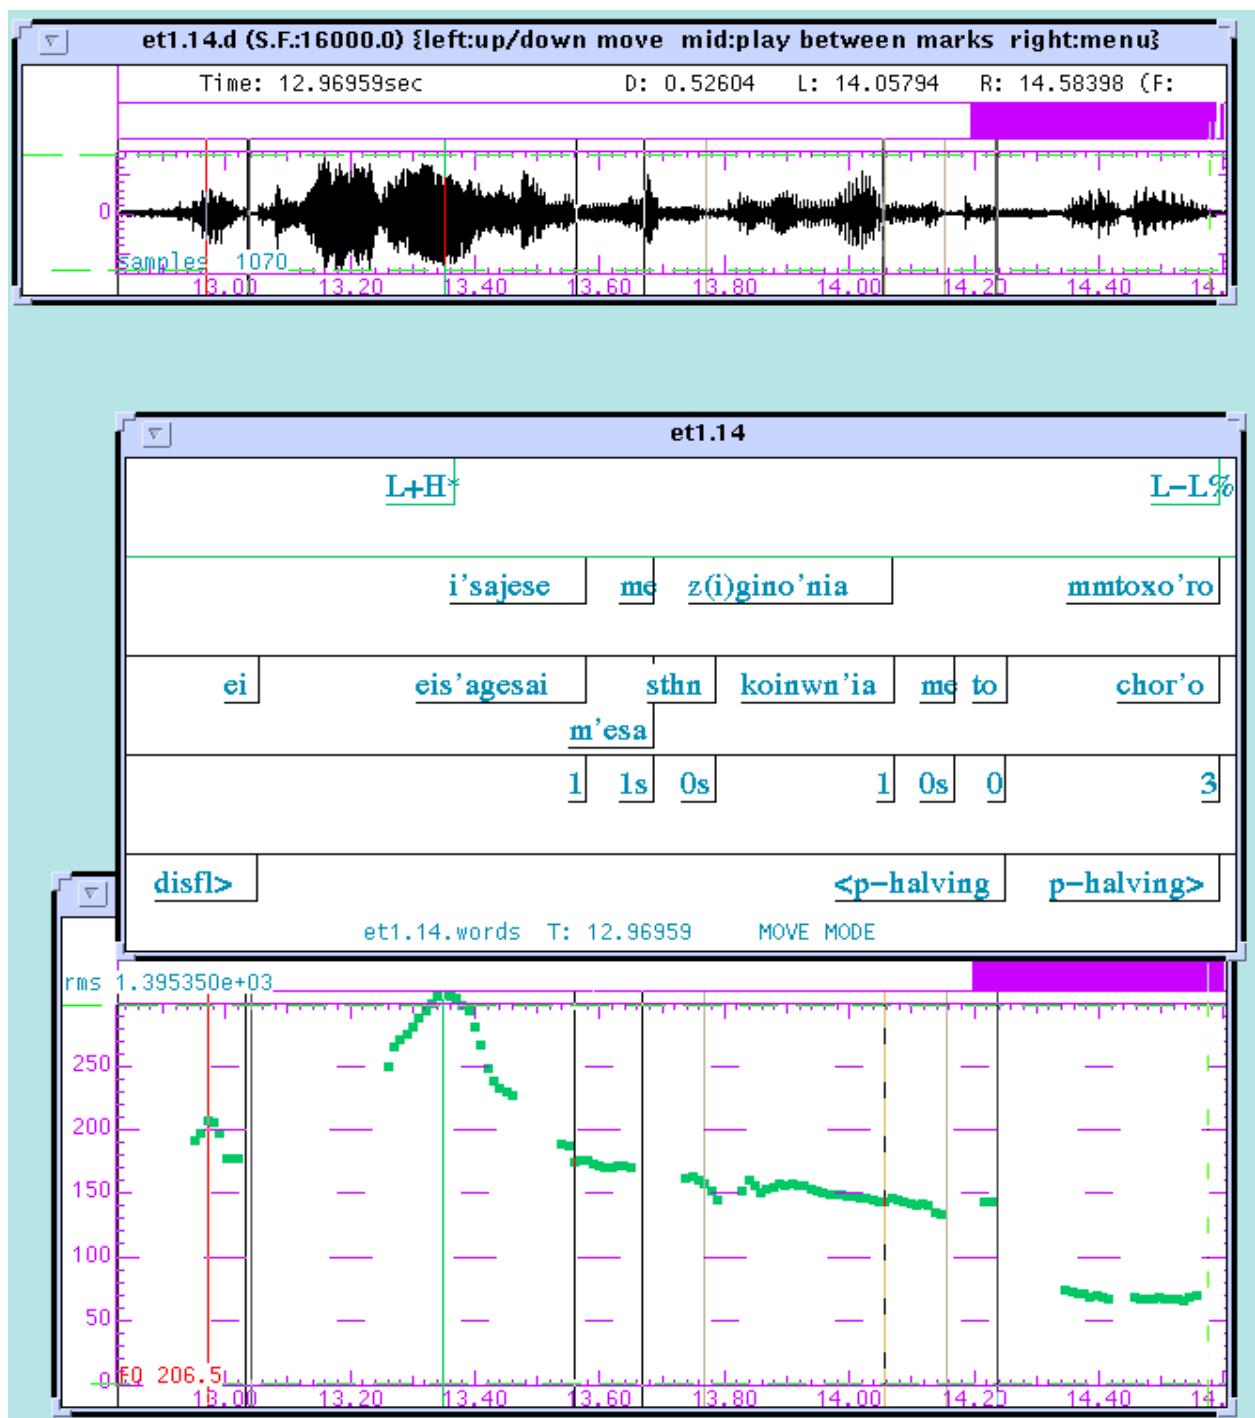 et1.14.d (S.F.:16000.0) {left:up/down move mid:play between marks right:menu}
Time: 12.96959sec D: 0.52604 L: 14.05794 R: 14.58398 (F:
0
samples 1070
13.00 13.20 13.40 13.60 13.80 14.00 14.20 14.40 14.
et1.14
L+H* L-L%
i'sajese me z(i)gino'nia mmtoxo'ro
ei eis'agesai sthn koinwn'ia me to chor'o
m'esa
1 1s 0s 1 0s 0 3
disfl> <p-halving p-halving>
et1.14.words T: 12.96959 MOVE MODE
rms 1.395350e+03
250
200
150
100
50
0
F0 206.5
13.00 13.20 13.40 13.60 13.80 14.00 14.20 14.40 14.